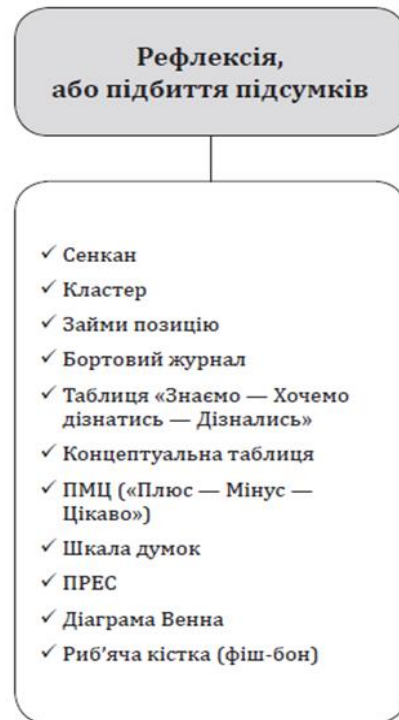 Рефлексія,
або підбиття підсумків
✓ Сенкан
✓ Кластер
✓ Займи позицію
✓ Бортовий журнал
✓ Таблиця «Знаємо — Хочемо
дізнатись — Дізнались»
✓ Концептуальна таблиця
✓ ПМЦ («Плюс — Мінус —
Цікаво»)
✓ Шкала думок
✓ ПРЕС
✓ Діаграма Венна
✓ Риб’яча кістка (фіш-бон)